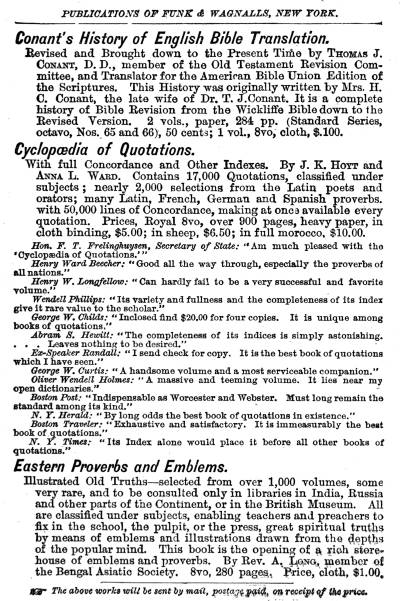 PUBLICATIONS OF FUNK & WAGNALLS, NEW YORK.
Conant's History of English Bible Translation.
Revised and Brought down to the Present Time by THOMAS J.
CONANT, D. D., member of the Old Testament Revision Com-
mittee, and Translator for the American Bible Union Edition of
the Scriptures. This History was originally written by Mrs. H.
C. Conant, the late wife of Dr. T. J. Conant. It is a complete
history of Bible Revision from the Wickliffe Bible down to the
Revised Version. 2 vols., paper, 284 pp. (Standard Series,
octavo, Nos. 65 and 66), 50 cents; 1 vol., 8vo, cloth, $.100.
Cyclopædia of Quotations.
With full Concordance and Other Indexes. By J. K. HOYT and
ANNA L. WARD. Contains 17,000 Quotations, classified under
subjects; nearly 2,000 selections from the Latin poets and
orators; many Latin, French, German and Spanish proverbs.
with 50,000 lines of Concordance, making at once available every
quotation. Prices, Royal 8vo, over 900 pages, heavy paper, in
cloth binding, $5.00; in sheep, $6.50; in full morocco, $10.00.
Hon. F. T. Frelinghuysen, Secretary of State: "Am much pleased with the
'Cyclopædia of Quotations.'"
Henry Ward Beecher: "Good all the way through, especially the proverbs of
all nations."
Henry W. Longfellow: "Can hardly fail to be a very successful and favorite
volume."
Wendell Phillips: "Its variety and fullness and the completeness of its index
give it rare value to the scholar."
George W. Childs: "Inclosed find $20.00 for four copies. It is unique among
books of quotations."
Abram S. Hewitt: "The completeness of its indices is simply astonishing.
. . . Leaves nothing to be desired."
Ex-Speaker Randall: "I send check for copy. It is the best book of quotations
which I have seen."
George W. Curtis: "A handsome volume and a most serviceable companion."
Oliver Wendell Holmes: "A massive and teeming volume. It lies near my
open dictionaries."
Boston Post: "Indispensable as Worcester and Webster. Must long remain the
standard among its kind."
N. Y. Herald: "By long odds the best book of quotations in existence."
Boston Traveler: "Exhaustive and satisfactory. It is immeasurably the best
book of quotations."
N. Y. Times: "Its Index alone would place it before all other books of
quotations."
Eastern Proverbs and Emblems.
Illustrated Old Truths—selected from over 1,000 volumes, some
very rare, and to be consulted only in libraries in India, Russia
and other parts of the Continent, or in the British Museum. All
are classified under subjects, enabling teachers and preachers to
fix in the school, the pulpit, or the press, great spiritual truths
by means of emblems and illustrations drawn from the depths
of the popular mind. This book is the opening of a rich store-
house of emblems and proverbs. By Rev. A. LONG, member of
the Bengal Asiatic Society. 8vo, 280 pages, Price, cloth, $1.00.
☞ The above works will be sent by mail, postage paid, on receipt of the price.